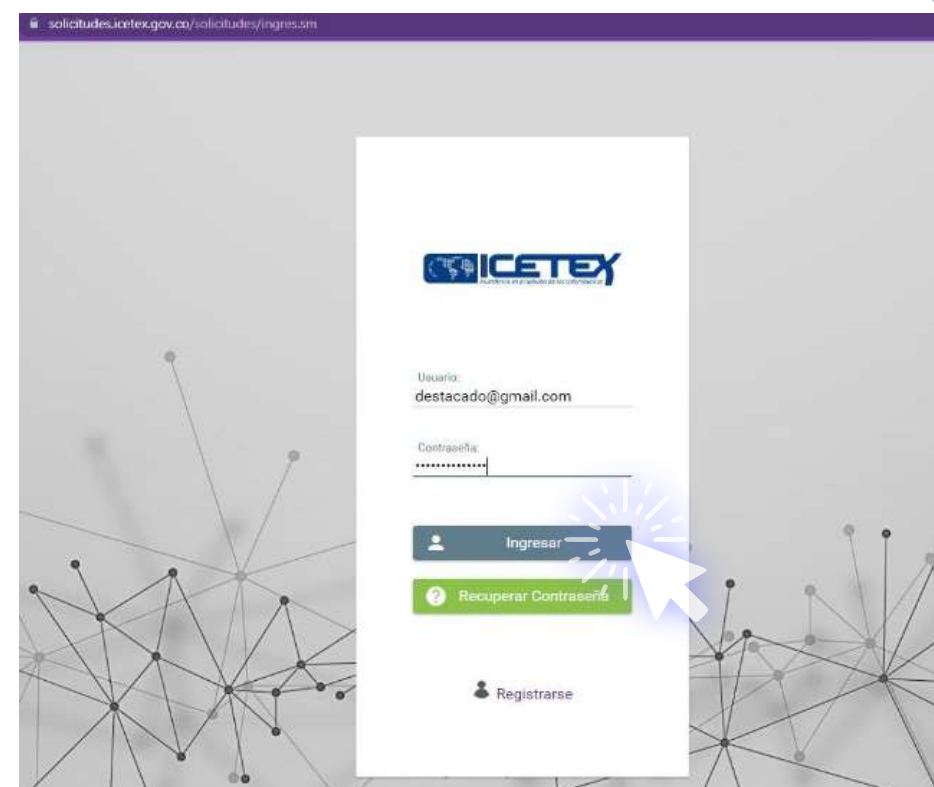 solicitudes.icetex.gov.co/solicitudes/ingres.sm
ICETEX
Usuario:
destacado@gmail.com
Contraseña:
••••••••••••••
Ingresar
Recuperar Contraseña
Registrarse